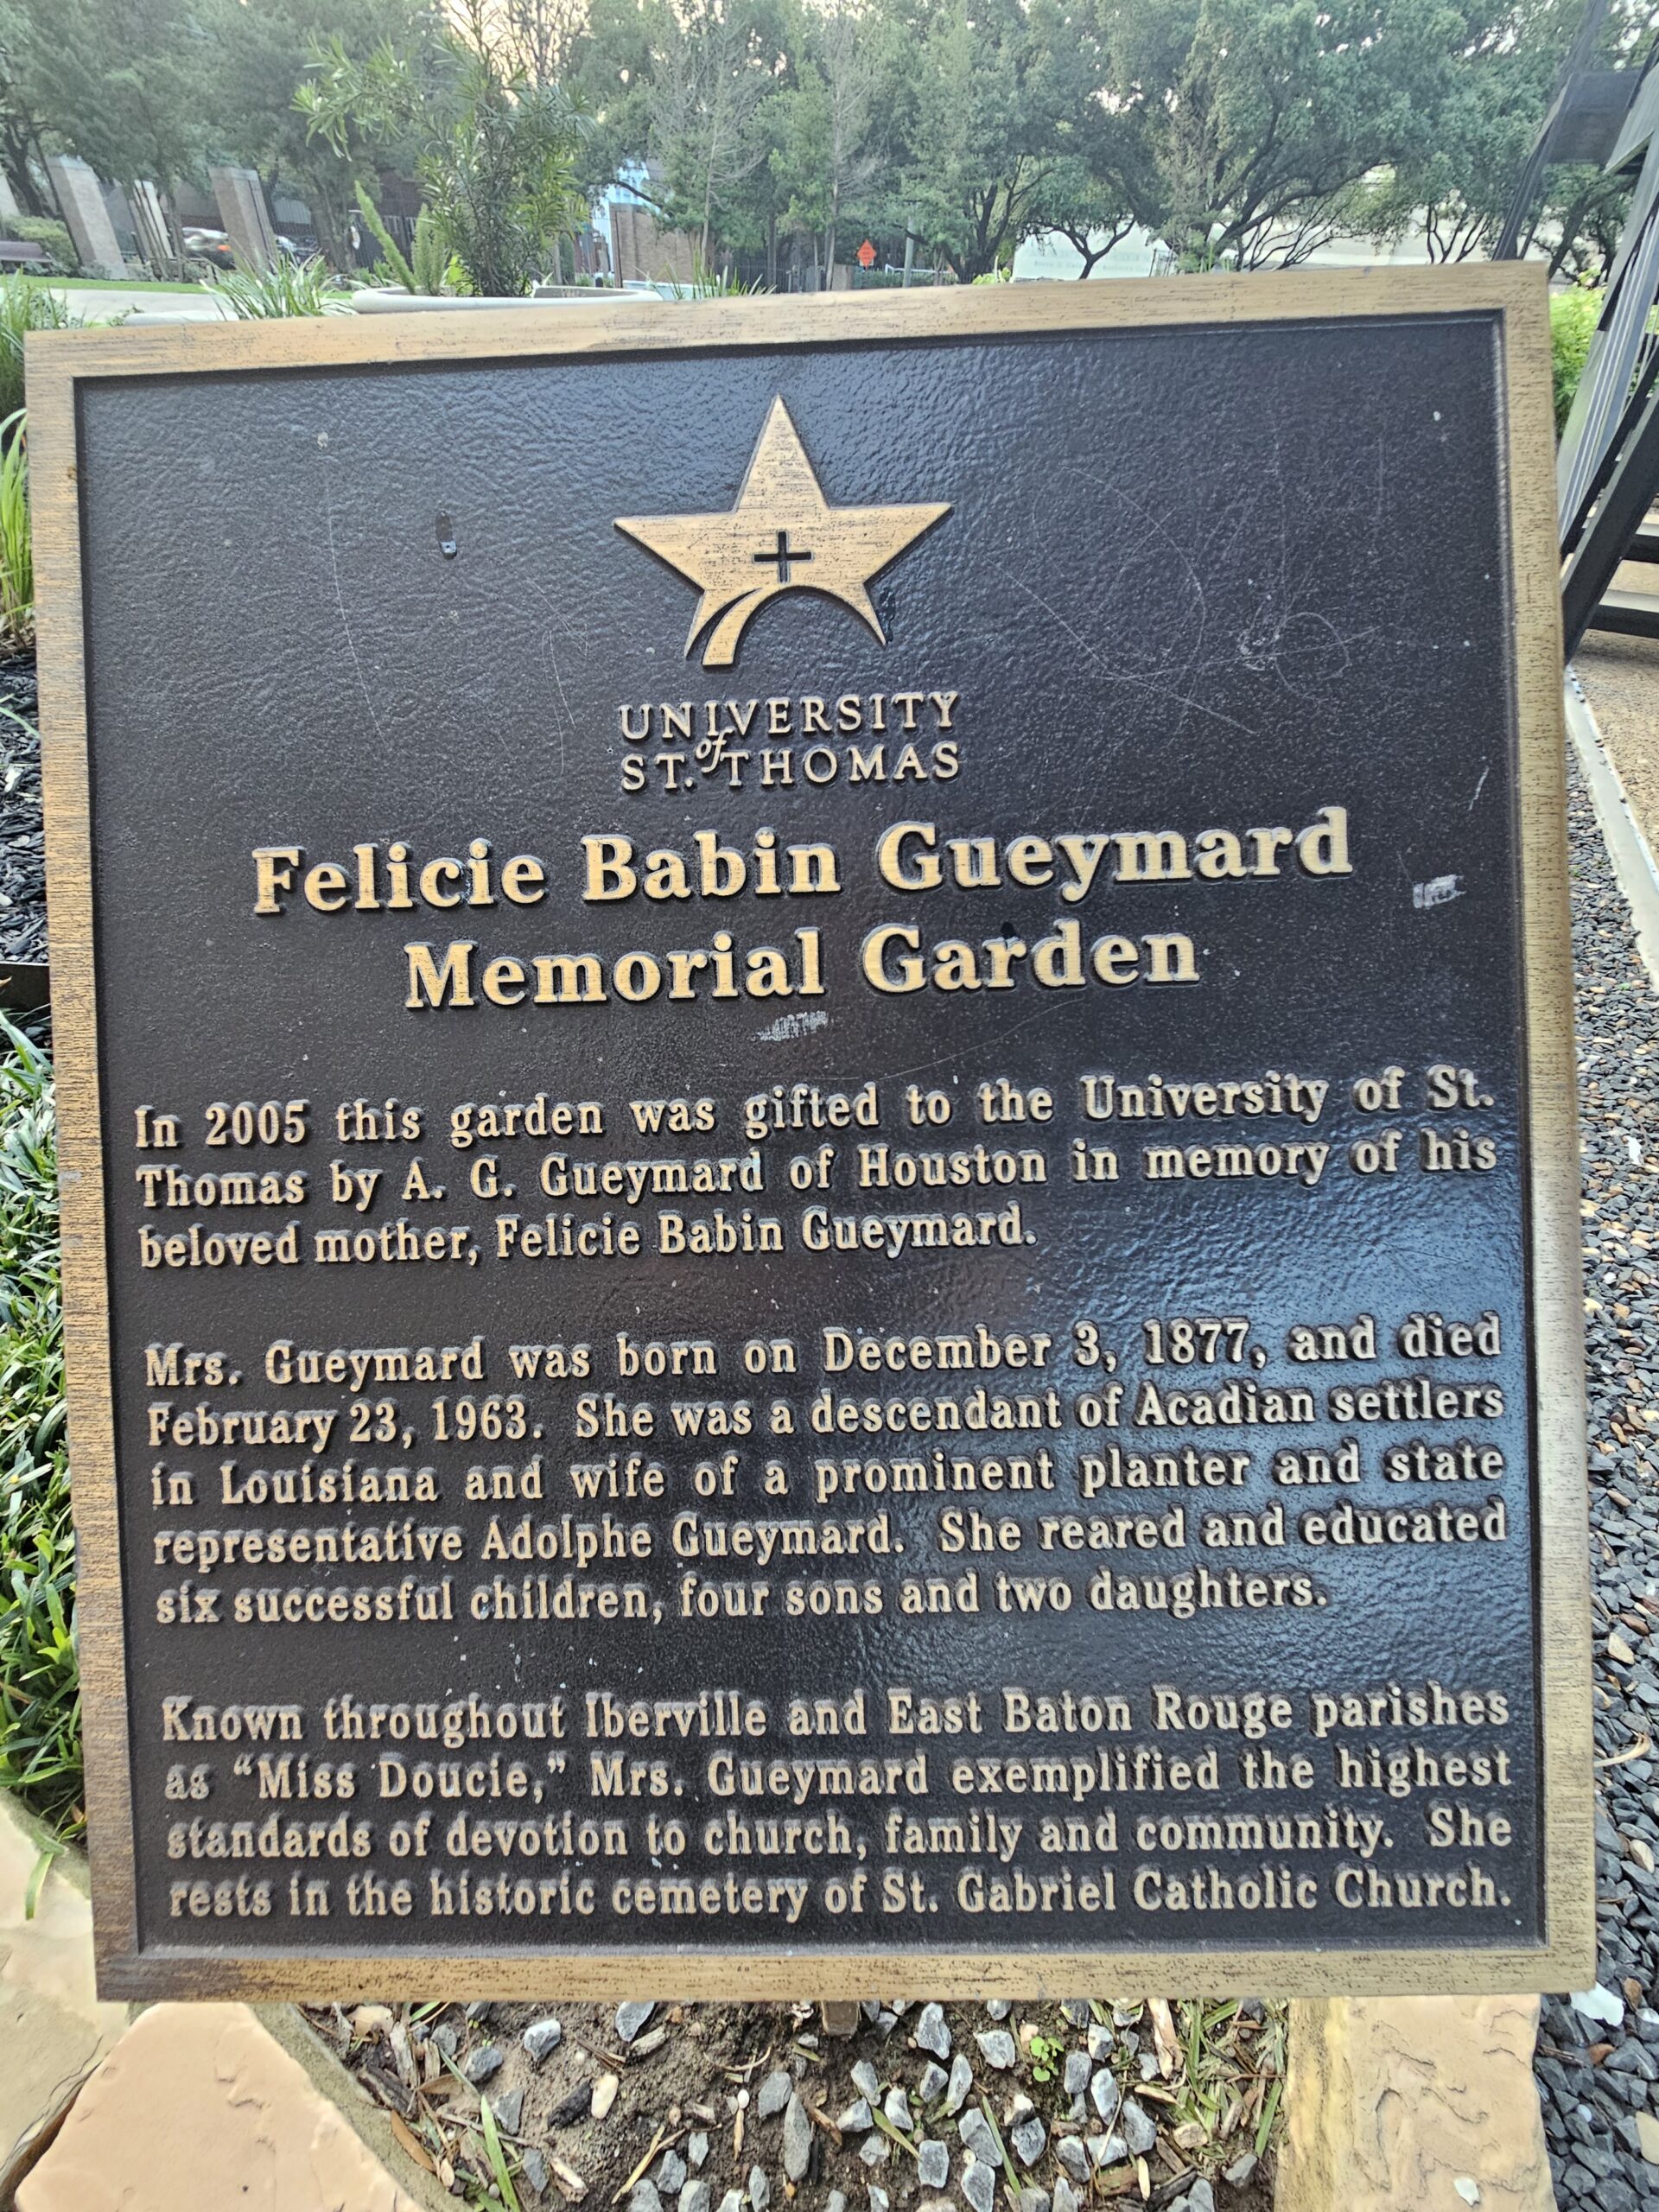 UNIVERSITY
of
ST. THOMAS
Felicie Babin Gueymard
Memorial Garden
In 2005 this garden was gifted to the University of St.
Thomas by A. G. Gueymard of Houston in memory of his
beloved mother, Felicie Babin Gueymard.
Mrs. Gueymard was born on December 3, 1877, and died
February 23, 1963. She was a descendant of Acadian settlers
in Louisiana and wife of a prominent planter and state
representative Adolphe Gueymard. She reared and educated
six successful children, four sons and two daughters.
Known throughout Iberville and East Baton Rouge parishes
as “Miss Doucie,” Mrs. Gueymard exemplified the highest
standards of devotion to church, family and community. She
rests in the historic cemetery of St. Gabriel Catholic Church.